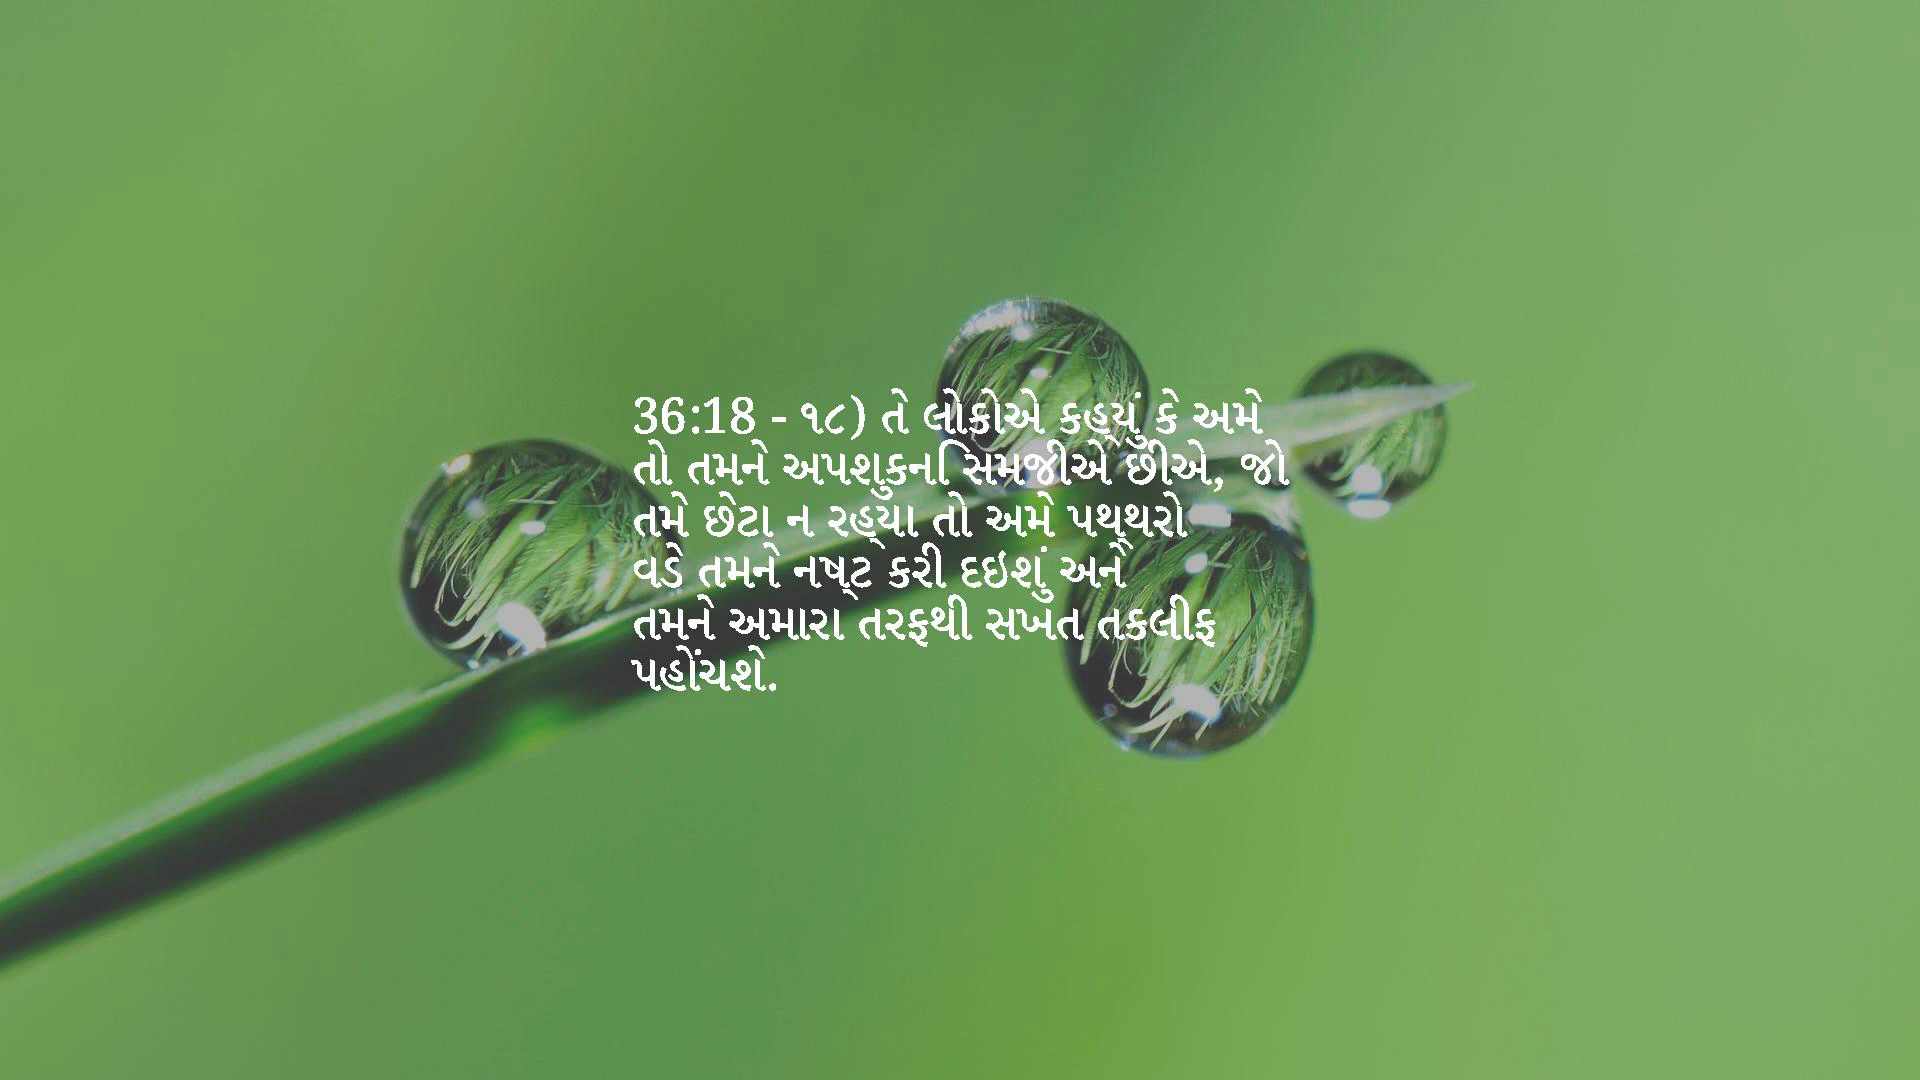 36:18 - ૧૮) તે લોકોએ કહ્યું કે અમે
તો તમને અપશુકનિ સમજીએ છીએ, જો
તમે છેટા ન રહ્યા તો અમે પથ્થરો
વડે તમને નષ્ટ કરી દઇશું અને
તમને અમારા તરફથી સખત તકલીફ
પહોંચશે.